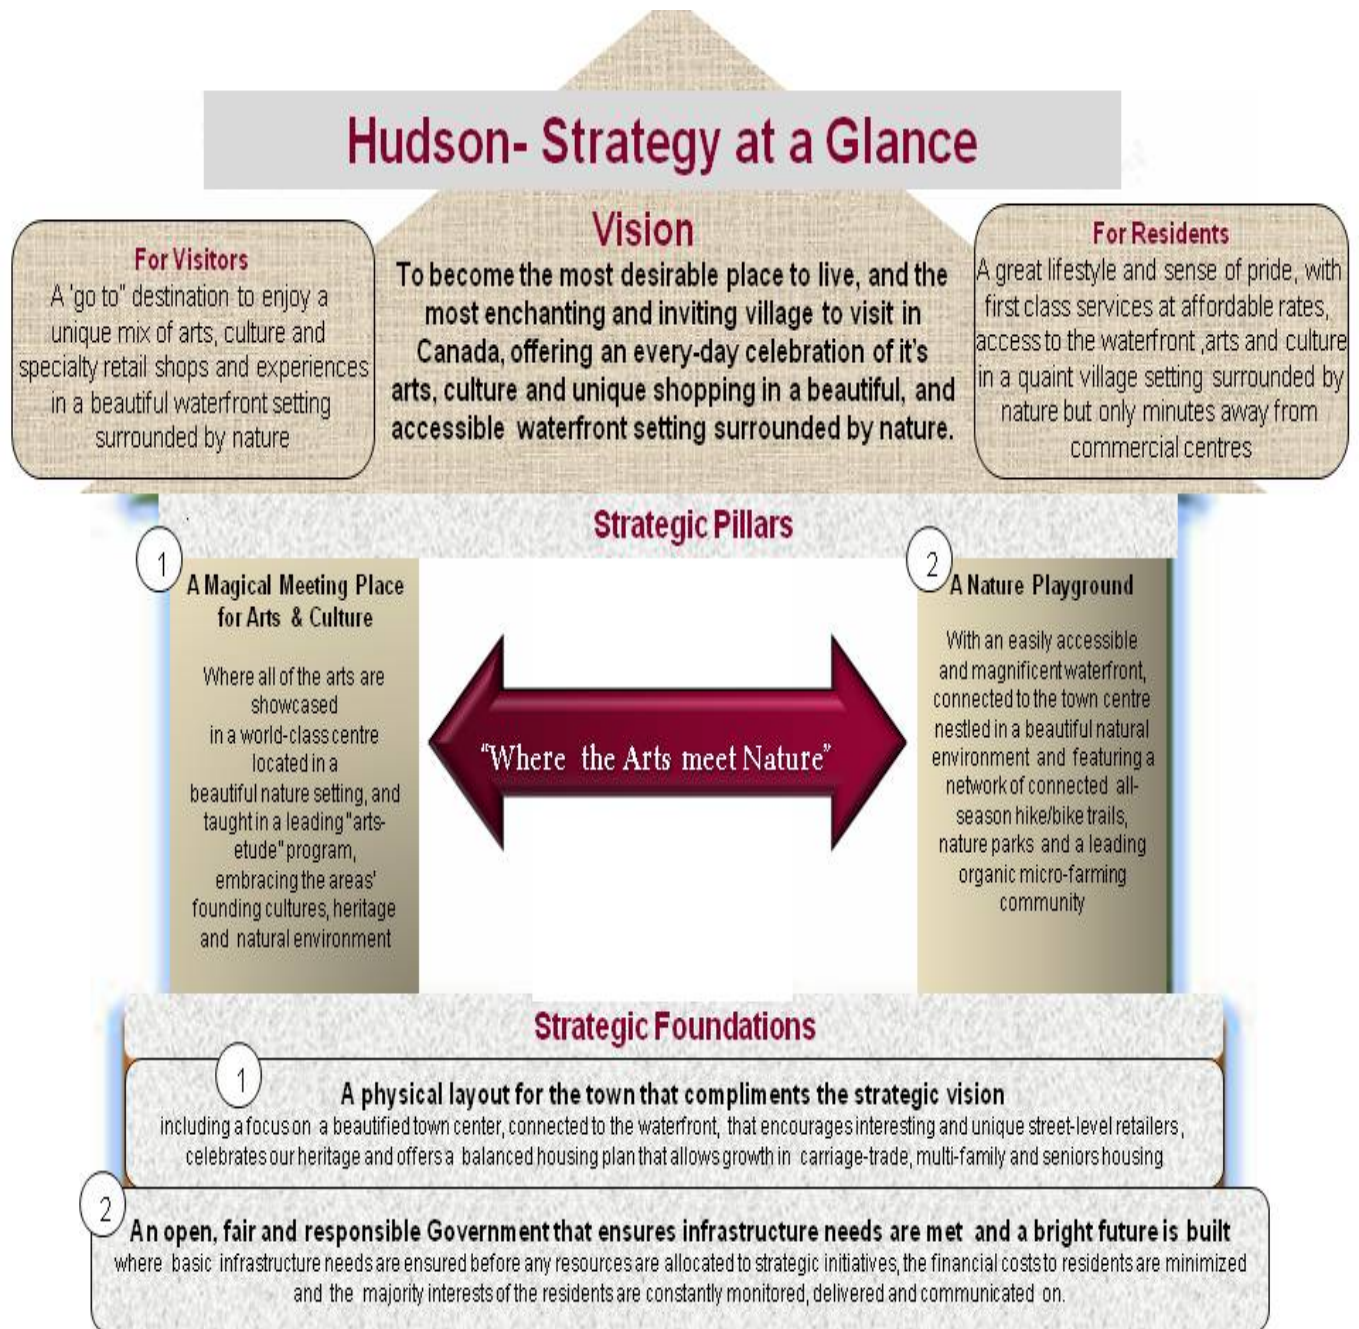 Hudson- Strategy at a Glance
For Visitors
A 'go to" destination to enjoy a
unique mix of arts, culture and
specialty retail shops and experiences
in a beautiful waterfront setting
surrounded by nature
Vision
To become the most desirable place to live, and the
most enchanting and inviting village to visit in
Canada, offering an every-day celebration of it's
arts, culture and unique shopping in a beautiful, and
accessible waterfront setting surrounded by nature.
For Residents
A great lifestyle and sense of pride, with
first class services at affordable rates,
access to the waterfront ,arts and culture
in a quaint village setting surrounded by
nature but only minutes away from
commercial centres
Strategic Pillars
1
A Magical Meeting Place
for Arts & Culture
Where all of the arts are
showcased
in a world-class centre
located in a
beautiful nature setting, and
taught in a leading "arts-
etude" program,
embracing the areas'
founding cultures, heritage
and natural environment
"Where the Arts meet Nature"
2
A Nature Playground
With an easily accessible
and magnificent waterfront,
connected to the town centre
nestled in a beautiful natural
environment and featuring a
network of connected all-
season hike/bike trails,
nature parks and a leading
organic micro-farming
community
Strategic Foundations
1
A physical layout for the town that compliments the strategic vision
including a focus on a beautified town center, connected to the waterfront, that encourages interesting and unique street-level retailers,
celebrates our heritage and offers a balanced housing plan that allows growth in carriage-trade, multi-family and seniors housing
2
An open, fair and responsible Government that ensures infrastructure needs are met and a bright future is built
where basic infrastructure needs are ensured before any resources are allocated to strategic initiatives, the financial costs to residents are minimized
and the majority interests of the residents are constantly monitored, delivered and communicated on.